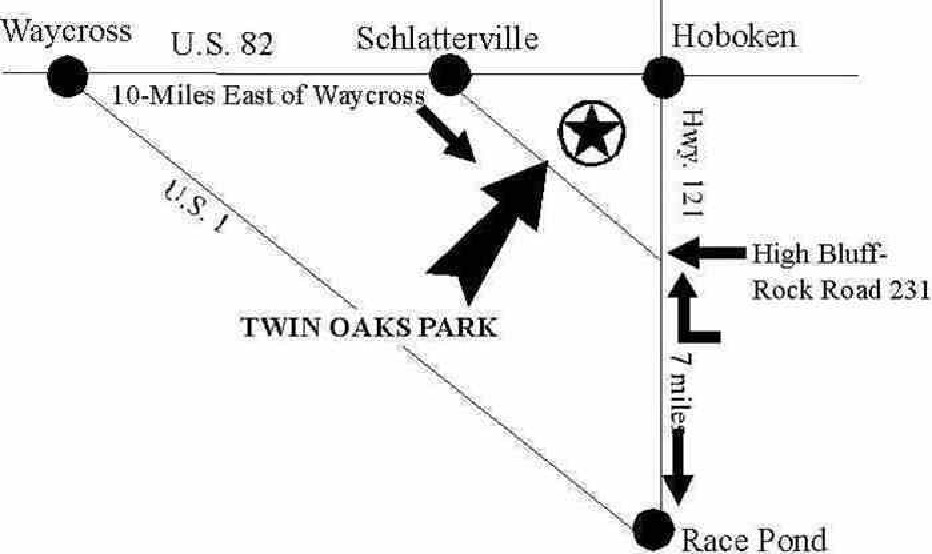 Waycross
U.S. 82
Schlatterville
Hoboken
10-Miles East of Waycross
Hwy. 121
U.S. 1
High Bluff-
Rock Road 231
TWIN OAKS PARK
7 miles
Race Pond